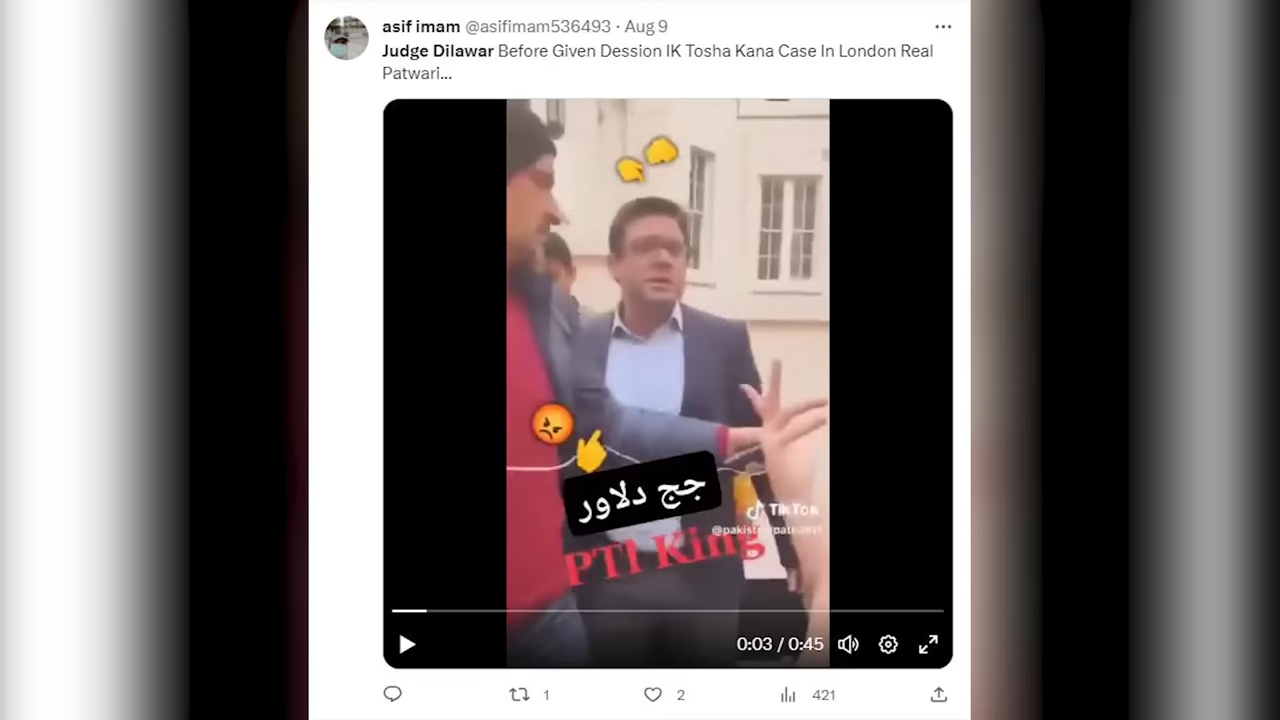 asif imam @asifimam536493 · Aug 9
Judge Dilawar Before Given Dession IK Tosha Kana Case In London Real
Patwari...
جج دلاور
TikTok
PTI King
0:03 / 0:45
1
2
421